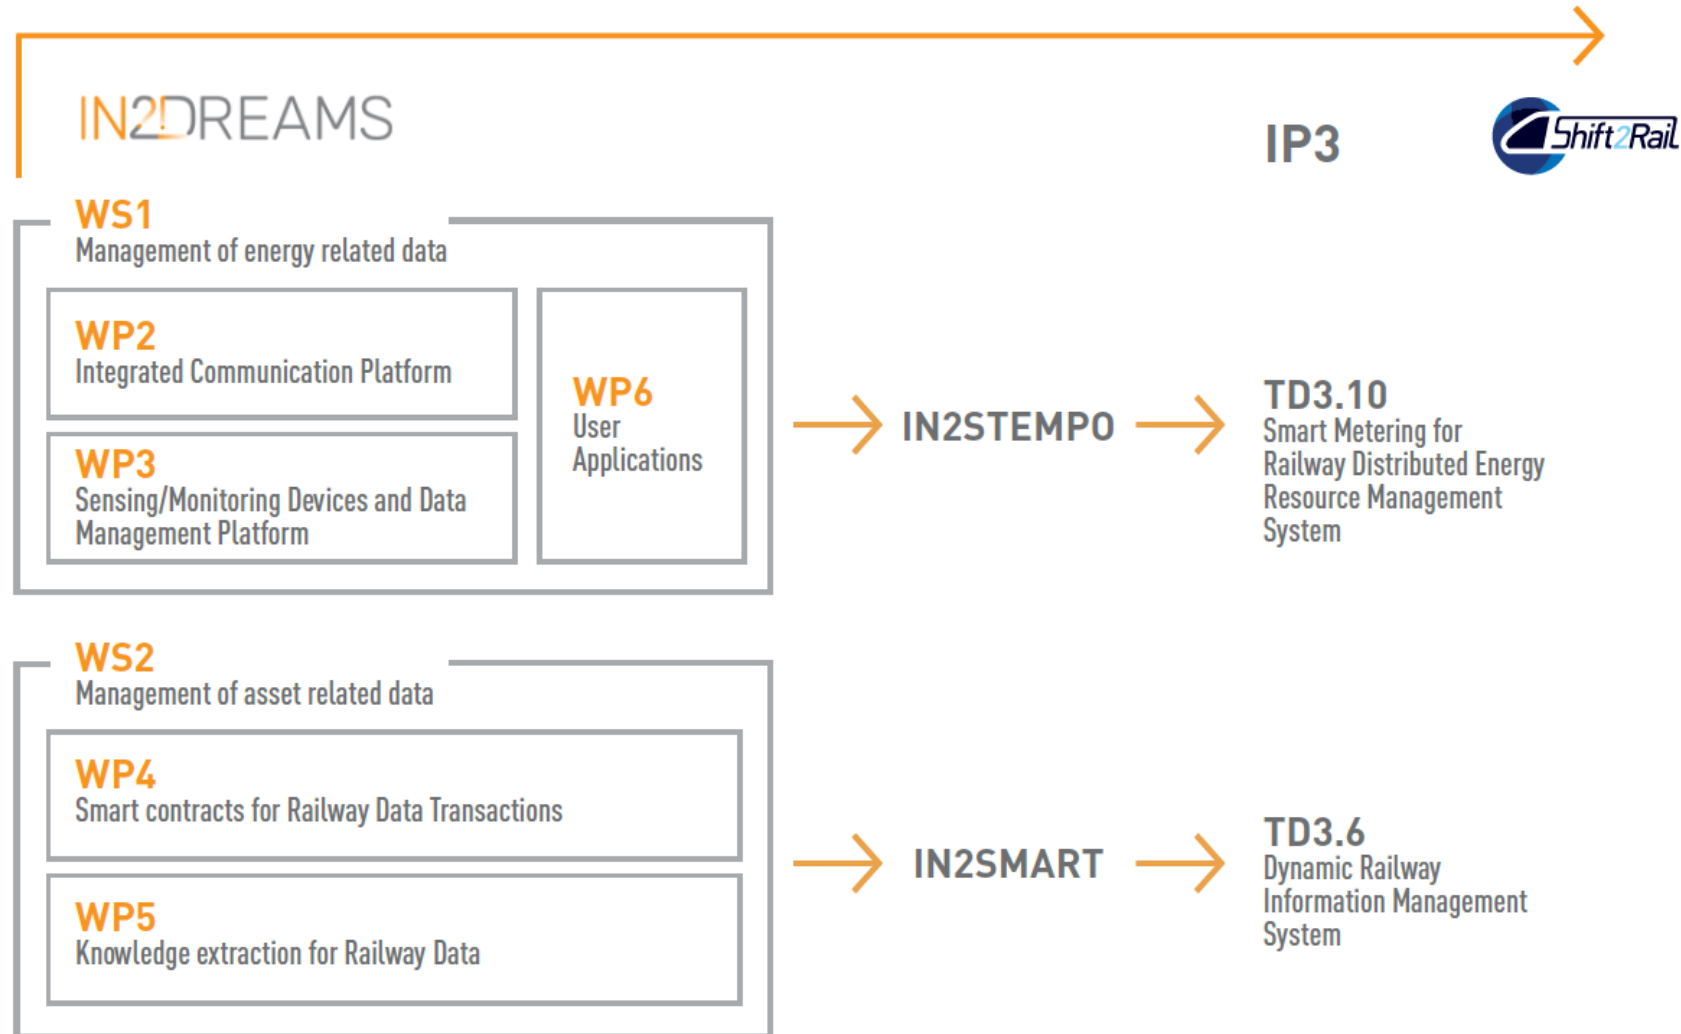 IN2DREAMS
IP3
Shift2Rail
WS1
Management of energy related data
WP2
Integrated Communication Platform
WP3
Sensing/Monitoring Devices and Data
Management Platform
WP6
User
Applications
IN2STEMPO
TD3.10
Smart Metering for
Railway Distributed Energy
Resource Management
System
WS2
Management of asset related data
WP4
Smart contracts for Railway Data Transactions
WP5
Knowledge extraction for Railway Data
IN2SMART
TD3.6
Dynamic Railway
Information Management
System